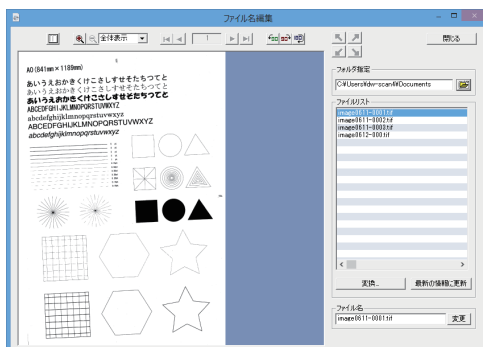 ファイル名編集
全体表示
1
閉じる
フォルダ指定
C:¥Users¥dw-scan4¥Documents
ファイルリスト
image0611-0001.tif
image0611-0002.tif
image0611-0003.tif
image0612-000.tif
変換...
最新の情報に更新
ファイル名
image0611-0001.tif
変更
A0 (841mm×1189mm)
あいうえおかきくけこさしすせそたちつてと
あいうえおかきくけこさしすせそたちつてと
あいうえおかきくけこさしすせそたちつてと
ABCDEFGHIJKLMNOPQRSTUVWXYZ
abcdefghijklmnopqrstuvwxyz
ABCDEFGHIJKLMNOPQRSTUVWXYZ
abcdefghijklmnopqrstuvwxyz